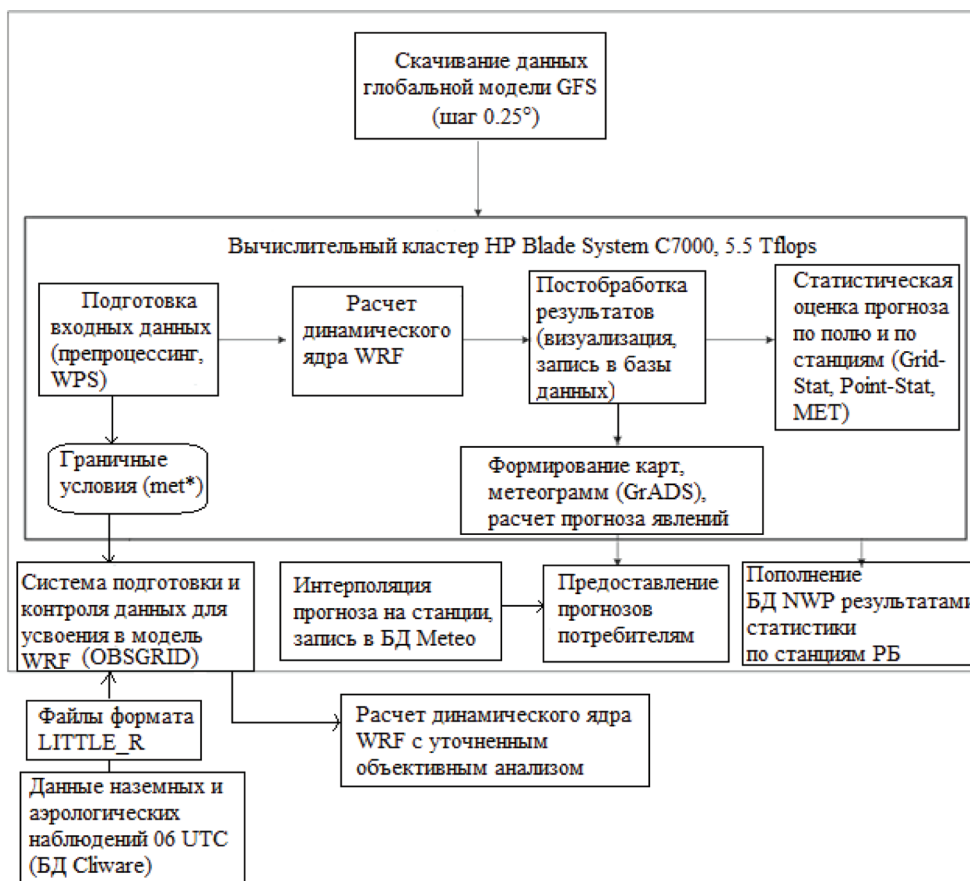 Скачивание данных
глобальной модели GFS
(шаг 0.25°)
Вычислительный кластер HP Blade System C7000, 5.5 Tflops
Подготовка
входных данных
(препроцессинг,
WPS)
Расчет
динамического
ядра WRF
Постобработка
результатов
(визуализация,
запись в базы
данных)
Статистическая
оценка прогноза
по полю и по
станциям (Grid-
Stat, Point-Stat,
MET)
Граничные
условия (met*)
Формирование карт,
метеограмм (GrADS),
расчет прогноза явлений
Система подготовки и
контроля данных для
усвоения в модель
WRF (OBSGRID)
Интерполяция
прогноза на станции,
запись в БД Meteo
Предоставление
прогнозов
потребителям
Пополнение
БД NWP результатами
статистики
по станциям РБ
Файлы формата
LITTLE_R
Расчет динамического ядра
WRF с уточненным
объективным анализом
Данные наземных и
аэрологических
наблюдений 06 UTC
(БД Cliware)